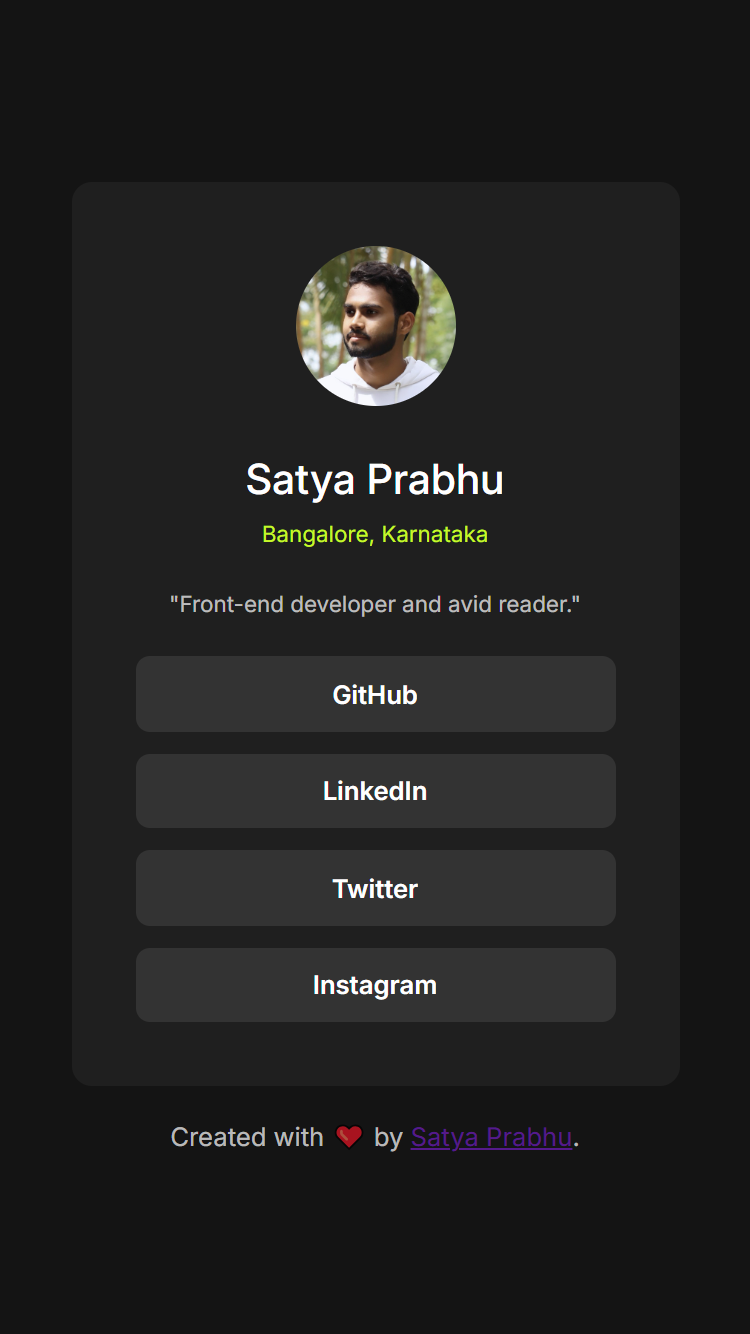 Satya Prabhu
Bangalore, Karnataka
"Front-end developer and avid reader."
GitHub
LinkedIn
Twitter
Instagram
Created with ❤️ by Satya Prabhu.